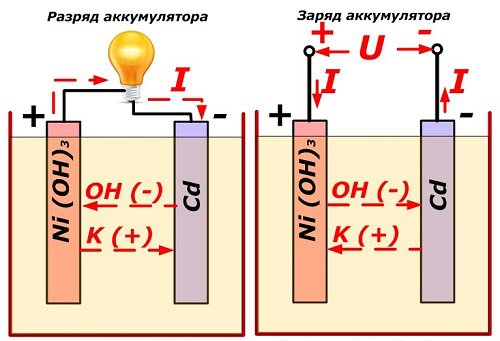 Разряд аккумулятора
I
+
-
Ni (OH)₃
OH (-)
K (+)
Cd
Заряд аккумулятора
+
-
U
I
I
+
-
Ni (OH)₃
OH (-)
K (+)
Cd